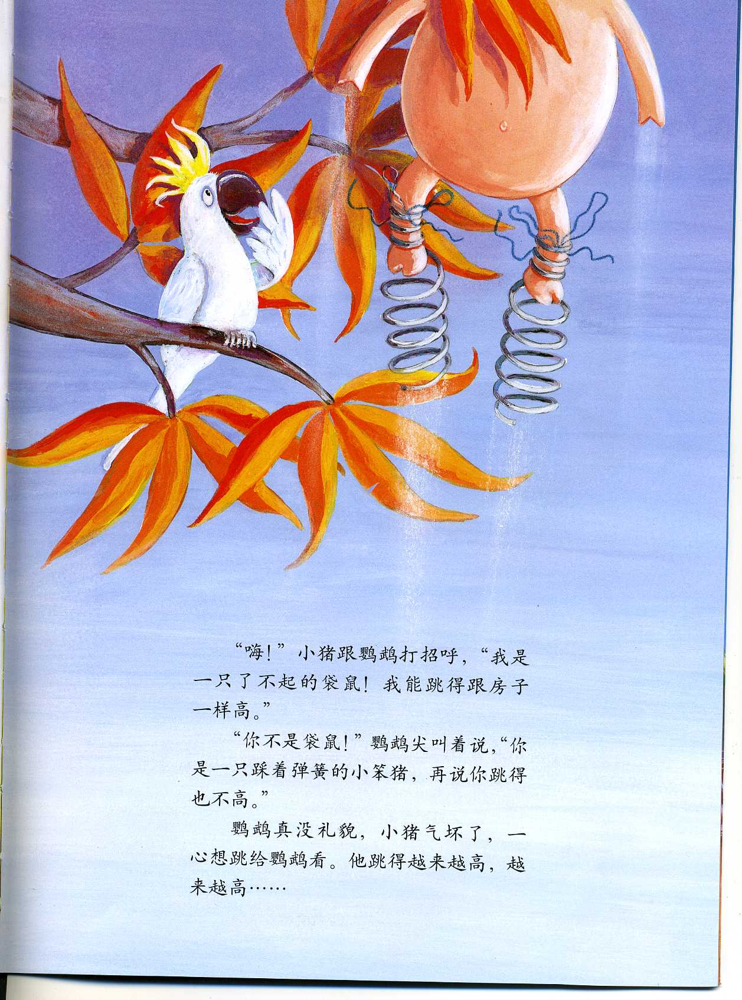 “嗨！”小猪跟鹦鹉打招呼，“我是
一只了不起的袋鼠！我能跳得跟房子
一样高。”
“你不是袋鼠！”鹦鹉尖叫着说，“你
是一只踩着弹簧的小笨猪，再说你跳得
也不高。”
鹦鹉真没礼貌，小猪气坏了，一
心想跳给鹦鹉看。他跳得越来越高，越
来越高……